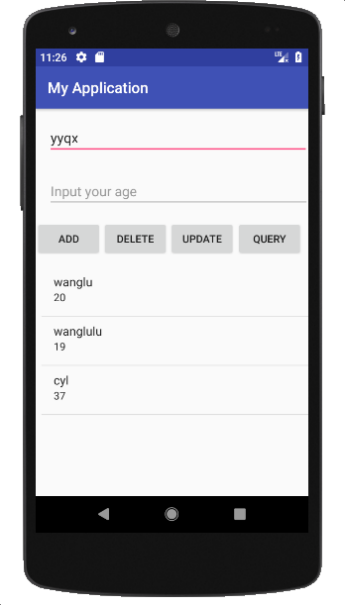 11:26
My Application
yyqx
Input your age
ADD DELETE UPDATE QUERY
wanglu
20
wanglulu
19
cyl
37